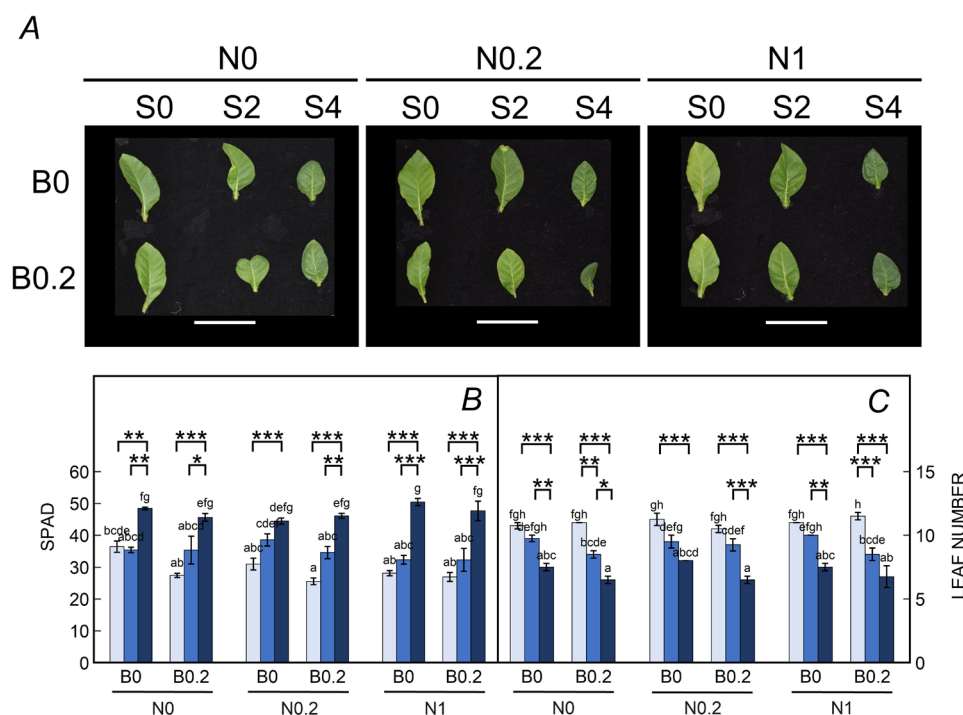 A
N0 N0.2 N1
S0 S2 S4 S0 S2 S4 S0 S2 S4
B0
B0.2
B C
** *** *** *** *** *** *** *** *** *** *** ***
** * ** *** *** ** ** * *** ** ***
60 15
50
40 10
30
20 5
10
0 0
SPAD
LEAF NUMBER
bcde abcd fg ab abcd efg abc cdef defg a abc efg ab abc g ab abc fg
fgh defgh abc fgh bcde a gh defg abcd fgh cdef a fgh efgh abc h bcde ab
B0 B0.2 B0 B0.2 B0 B0.2 B0 B0.2 B0 B0.2 B0 B0.2
N0 N0.2 N1 N0 N0.2 N1